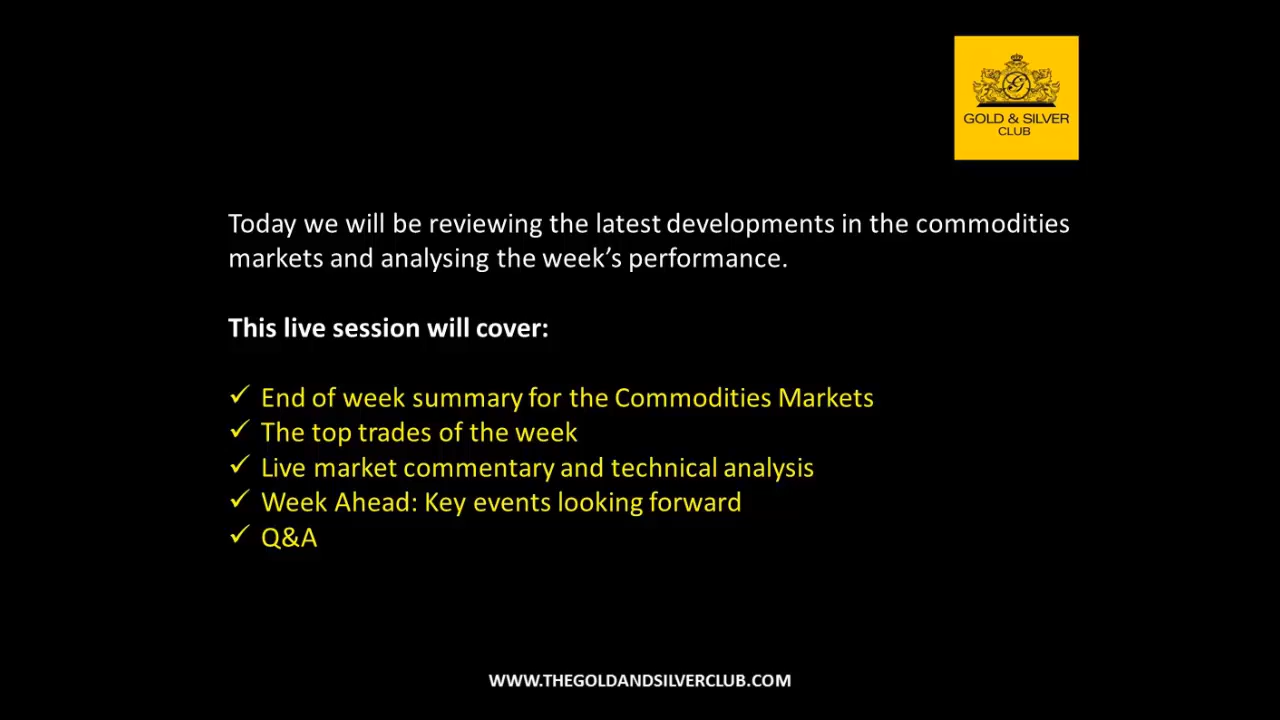 GOLD & SILVER
CLUB
Today we will be reviewing the latest developments in the commodities
markets and analysing the week’s performance.
This live session will cover:
✓ End of week summary for the Commodities Markets
✓ The top trades of the week
✓ Live market commentary and technical analysis
✓ Week Ahead: Key events looking forward
✓ Q&A
WWW.THEGOLDANDSILVERCLUB.COM